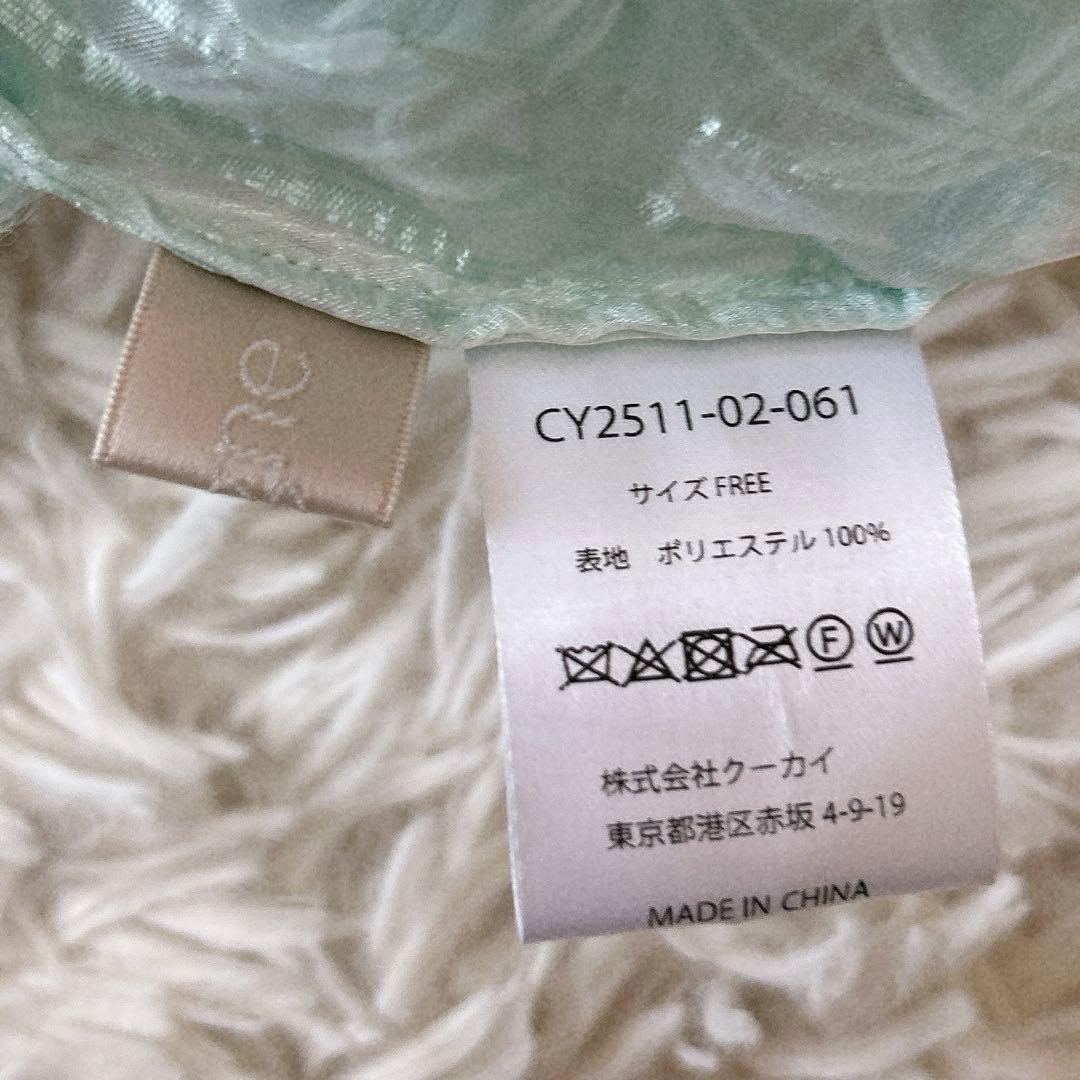 ne
CY2511-02-061
サイズ FREE
表地　ポリエステル 100%
F W
株式会社クーカイ
東京都港区赤坂 4-9-19
MADE IN CHINA